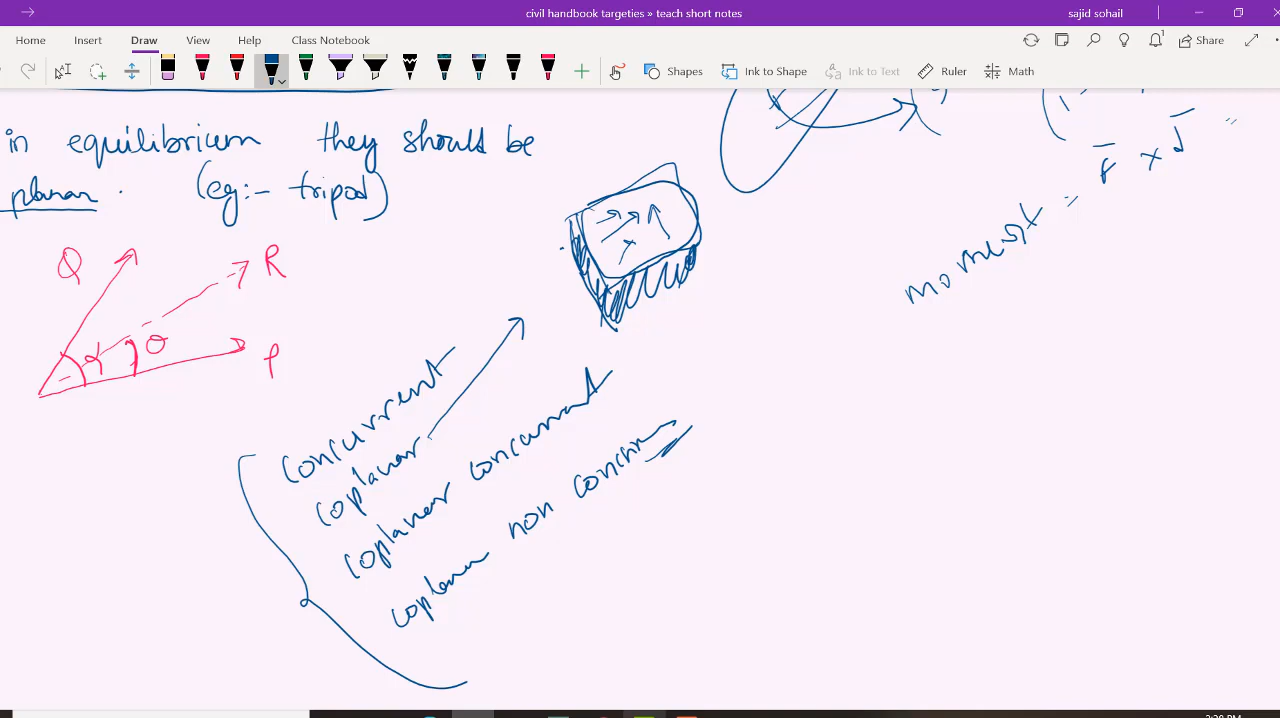 civil handbook targeties » teach short notes
sajid sohail
Home Insert Draw View Help Class Notebook
Share
Shapes Ink to Shape Ink to Text Ruler Math
in equilibrium they should be
planar. (eg:- tripod)
Q
R
α θ
P
moment = F × d
concurrent
coplanar
coplanar concurrent
coplanar non